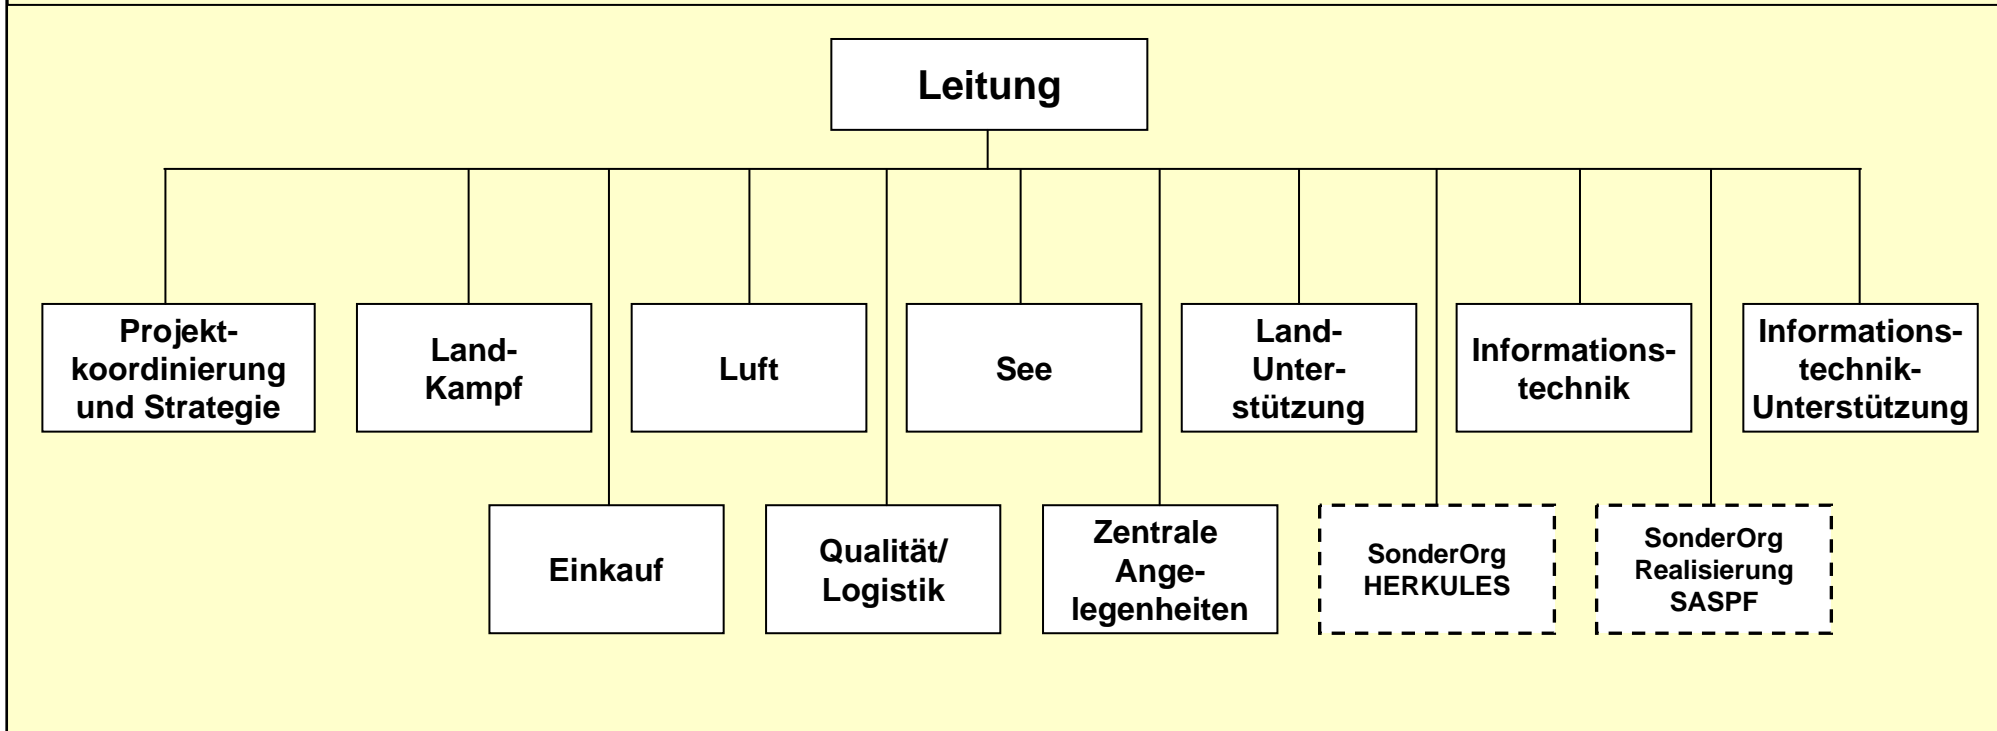 Leitung
Projekt-
koordinierung
und Strategie
Land-
Kampf
Luft
See
Land-
Unter-
stützung
Informations-
technik
Informations-
technik-
Unterstützung
Einkauf
Qualität/
Logistik
Zentrale
Ange-
legenheiten
SonderOrg
HERKULES
SonderOrg
Realisierung
SASPF